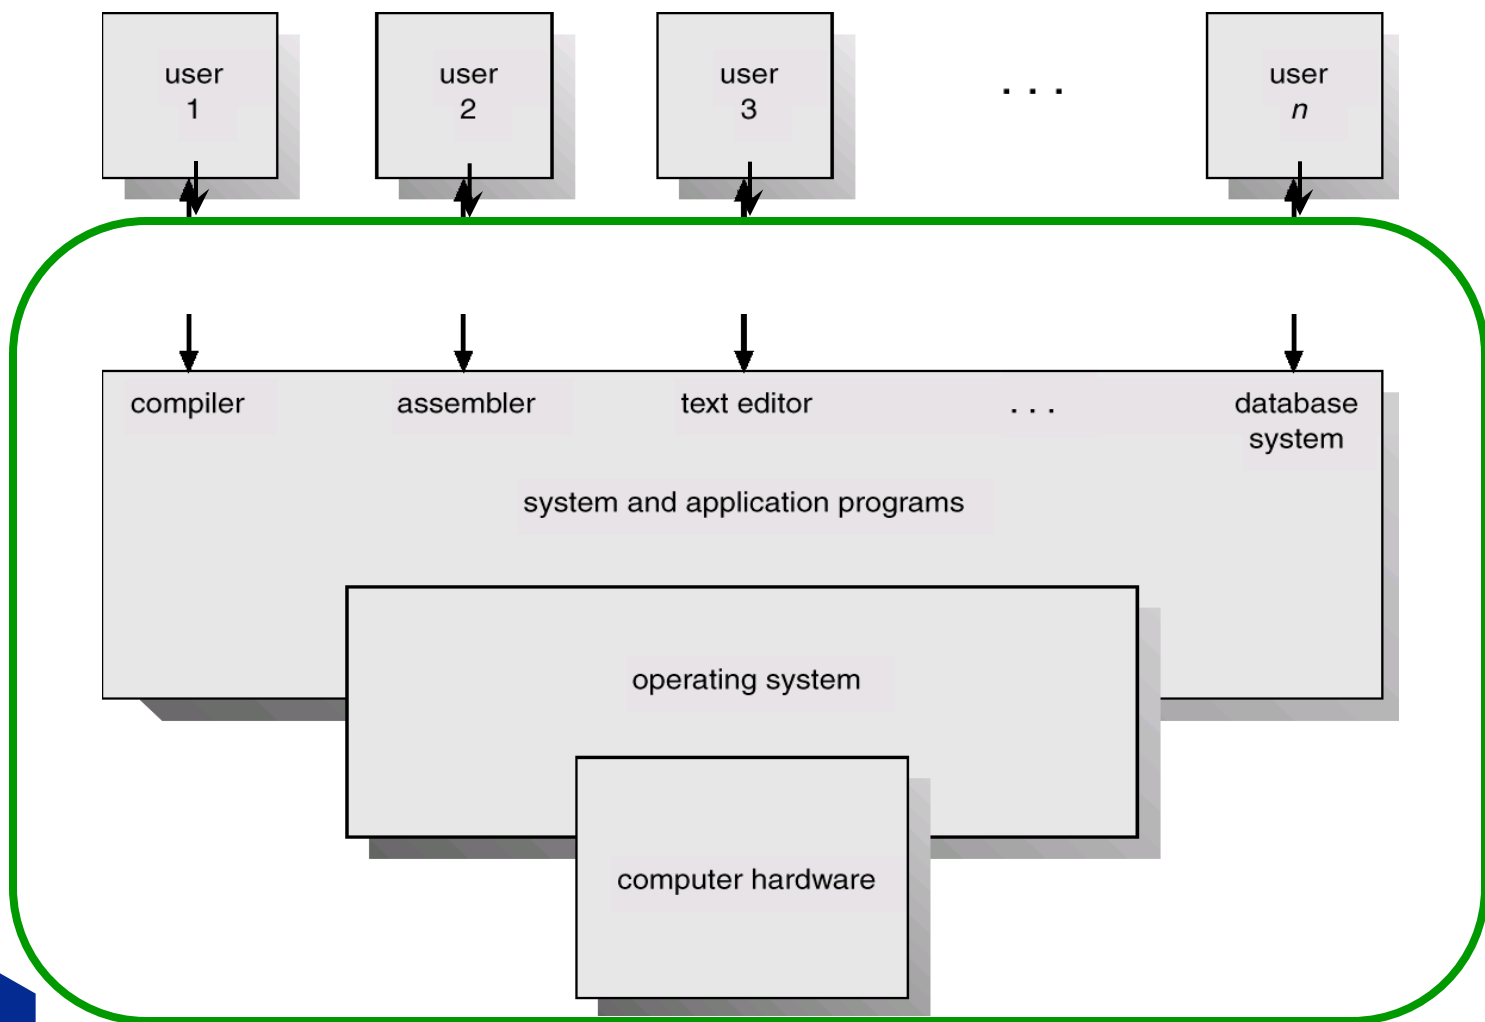 user
1
user
2
user
3
. . .
user
n
compiler
assembler
text editor
. . .
database
system
system and application programs
operating system
computer hardware